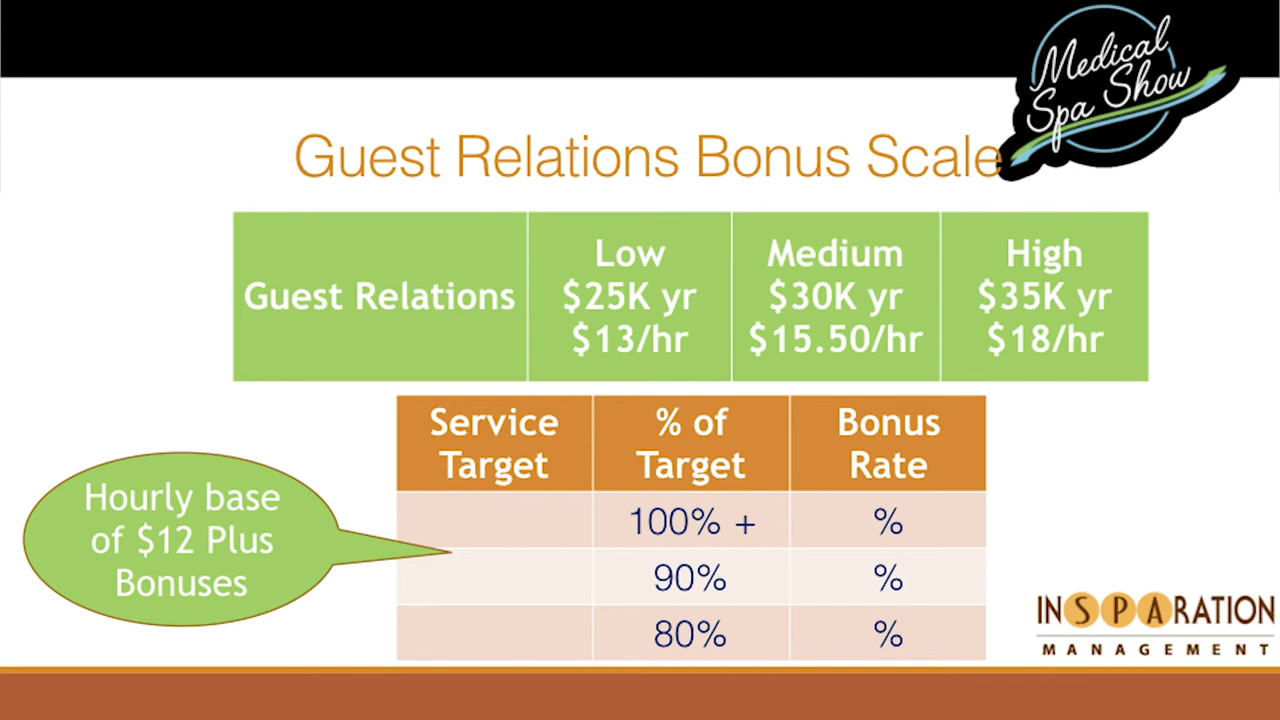 Medical
Spa Show
Guest Relations Bonus Scale
Guest Relations
Low
$25K yr
$13/hr
Medium
$30K yr
$15.50/hr
High
$35K yr
$18/hr
Service
Target
% of
Target
Bonus
Rate
100% +
%
90%
%
80%
%
Hourly base
of $12 Plus
Bonuses
INSPARATION
MANAGEMENT